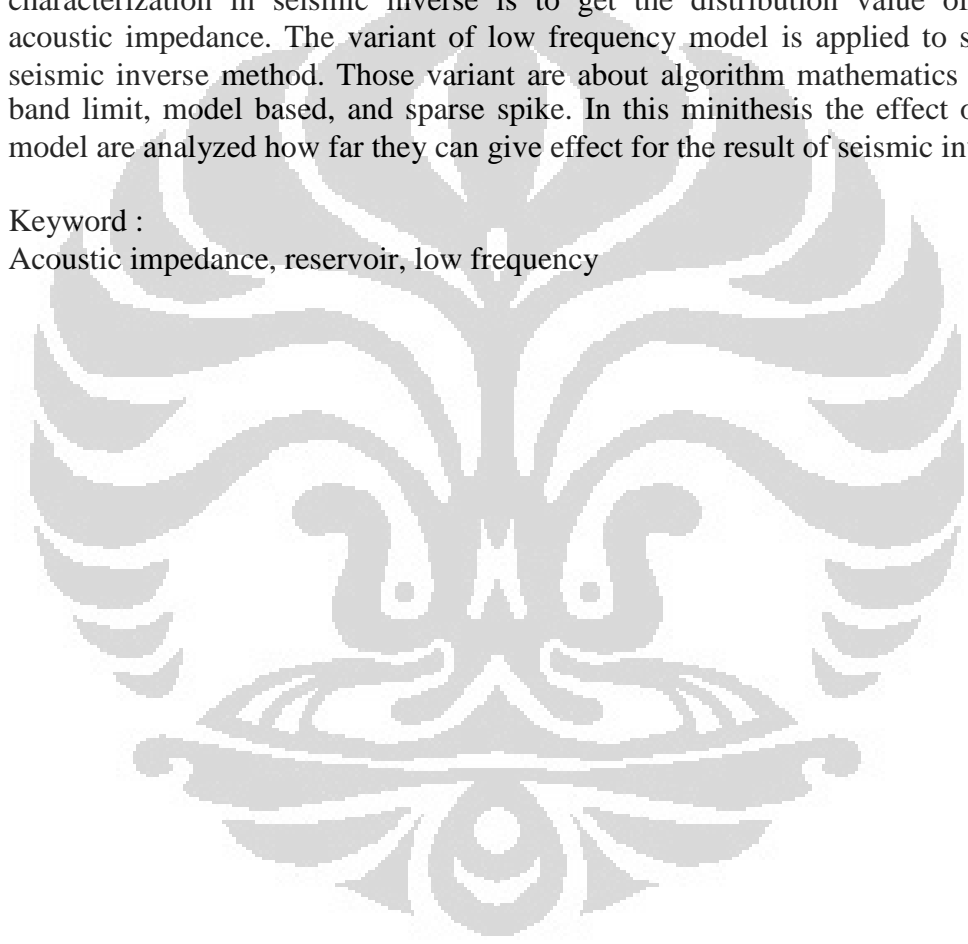 characterization in seismic inverse is to get the distribution value of
acoustic impedance. The variant of low frequency model is applied to
seismic inverse method. Those variant are about algorithm mathematics
band limit, model based, and sparse spike. In this minithesis the effect
model are analyzed how far they can give effect for the result of seismic
Keyword :
Acoustic impedance, reservoir, low frequency